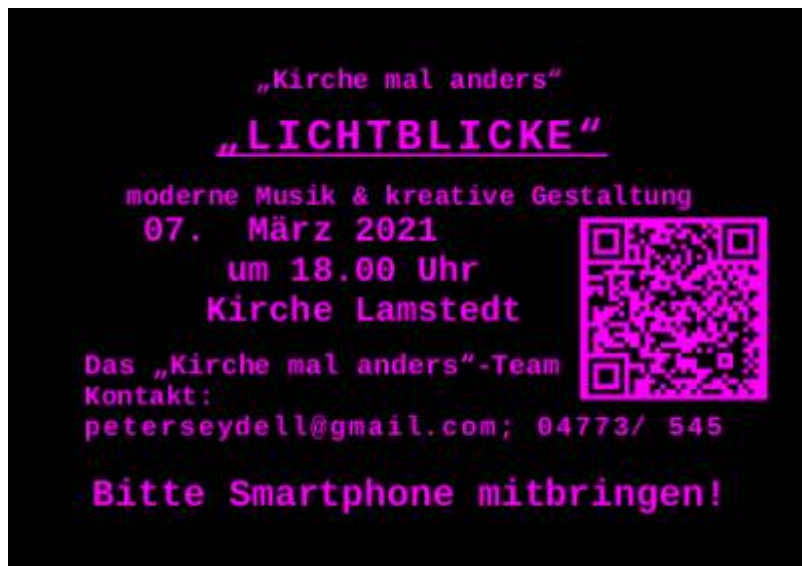 „Kirche mal anders“
„LICHTBLICKE“
moderne Musik & kreative Gestaltung
07. März 2021
um 18.00 Uhr
Kirche Lamstedt
Das „Kirche mal anders“-Team
Kontakt:
peterseydell@gmail.com; 04773/ 545
Bitte Smartphone mitbringen!